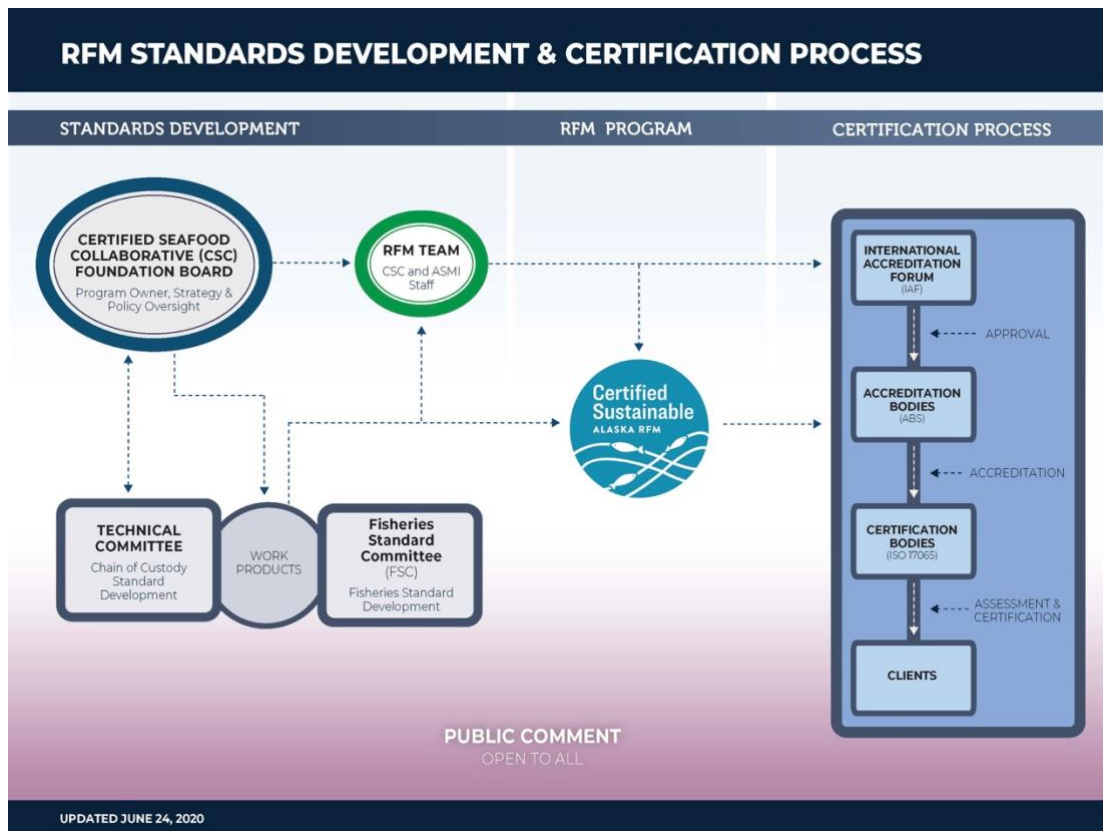 RFM STANDARDS DEVELOPMENT & CERTIFICATION PROCESS
STANDARDS DEVELOPMENT
RFM PROGRAM
CERTIFICATION PROCESS
CERTIFIED SEAFOOD
COLLABORATIVE (CSC)
FOUNDATION BOARD
Program Owner, Strategy &
Policy Oversight
RFM TEAM
CSC and ASMI
Staff
Certified
Sustainable
ALASKA RFM
TECHNICAL
COMMITTEE
Chain of Custody
Standard
Development
WORK
PRODUCTS
Fisheries
Standard
Committee
(FSC)
Fisheries Standard
Development
INTERNATIONAL
ACCREDITATION
FORUM
(IAF)
APPROVAL
ACCREDITATION
BODIES
(ABS)
ACCREDITATION
CERTIFICATION
BODIES
(ISO 17065)
ASSESSMENT &
CERTIFICATION
CLIENTS
PUBLIC COMMENT
OPEN TO ALL
UPDATED JUNE 24, 2020